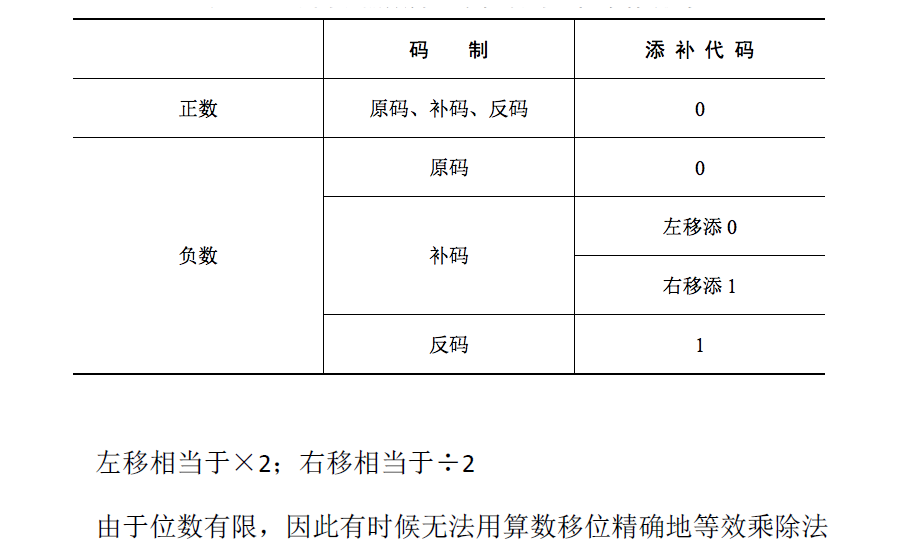 码 制 添补代码
正数 原码、补码、反码 0
原码 0
左移添 0
负数 补码
右移添 1
反码 1
左移相当于×2；右移相当于÷2
由于位数有限，因此有时候无法用算数移位精确地等效乘除法